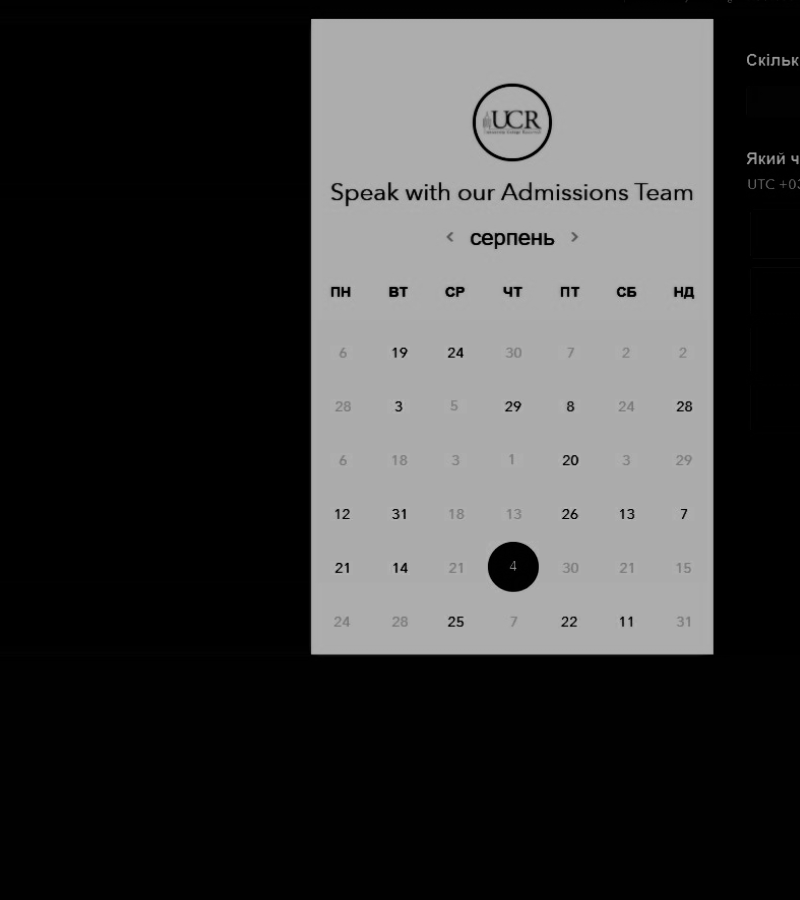 Скільк
UCR
Speak with our Admissions Team
Який ч
UTC +03
< серпень >
ПН ВТ СР ЧТ ПТ СБ НД
6 19 24 30 7 2 2
28 3 5 29 8 24 28
6 18 3 1 20 3 29
12 31 18 13 26 13 7
21 14 21 4 30 21 15
24 28 25 7 22 11 31